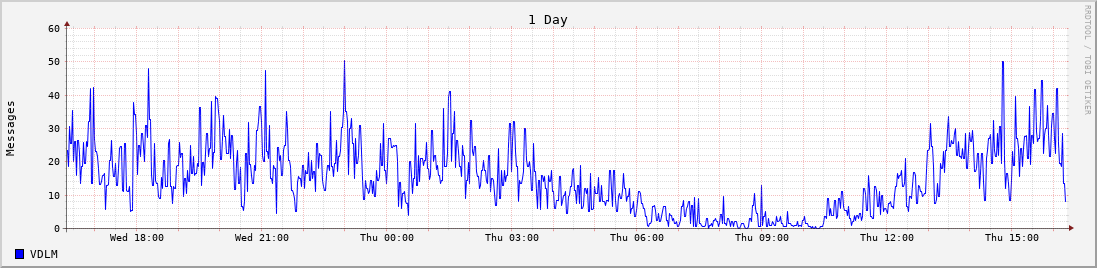 1 Day
RRDTOOL / TOBI OETIKER
Messages
60
50
40
30
20
10
0
Wed 18:00 Wed 21:00 Thu 00:00 Thu 03:00 Thu 06:00 Thu 09:00 Thu 12:00 Thu 15:00
VDLM